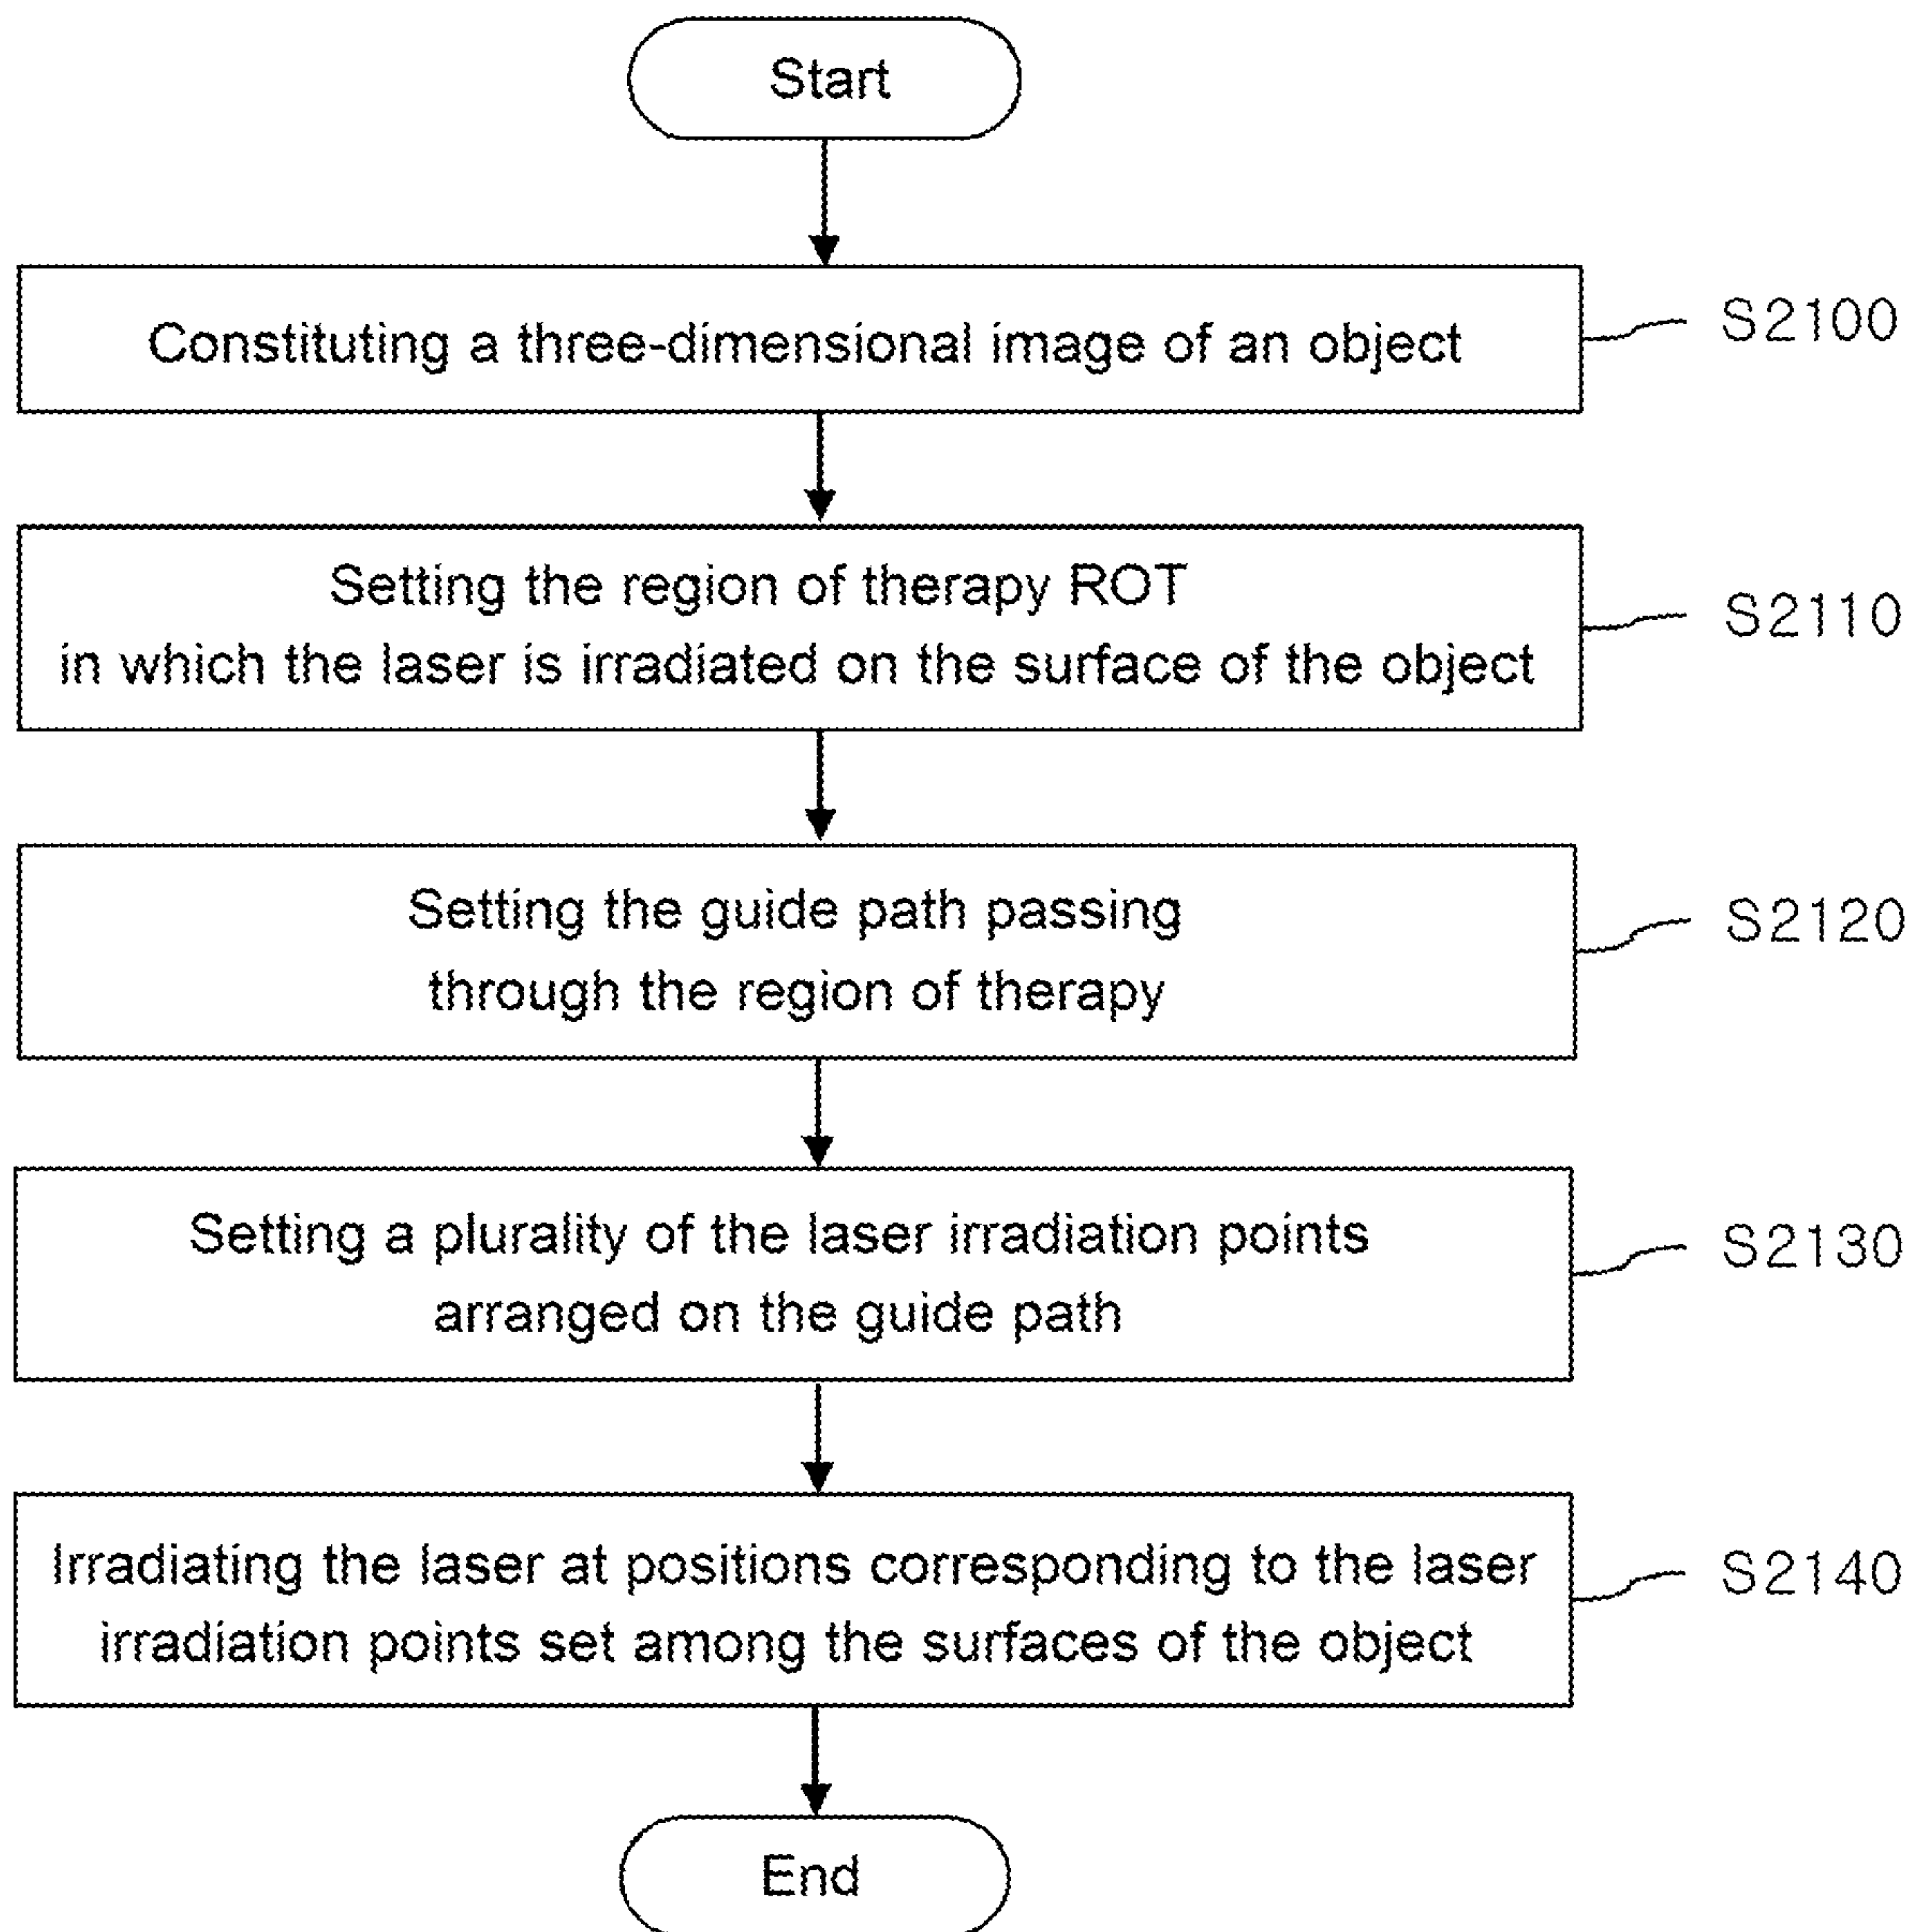 Start
Constituting a three-dimensional image of an object
S2100
Setting the region of therapy ROT
in which the laser is irradiated on the surface of the object
S2110
Setting the guide path passing
through the region of therapy
S2120
Setting a plurality of the laser irradiation points
arranged on the guide path
S2130
Irradiating the laser at positions corresponding to the laser
irradiation points set among the surfaces of the object
S2140
End